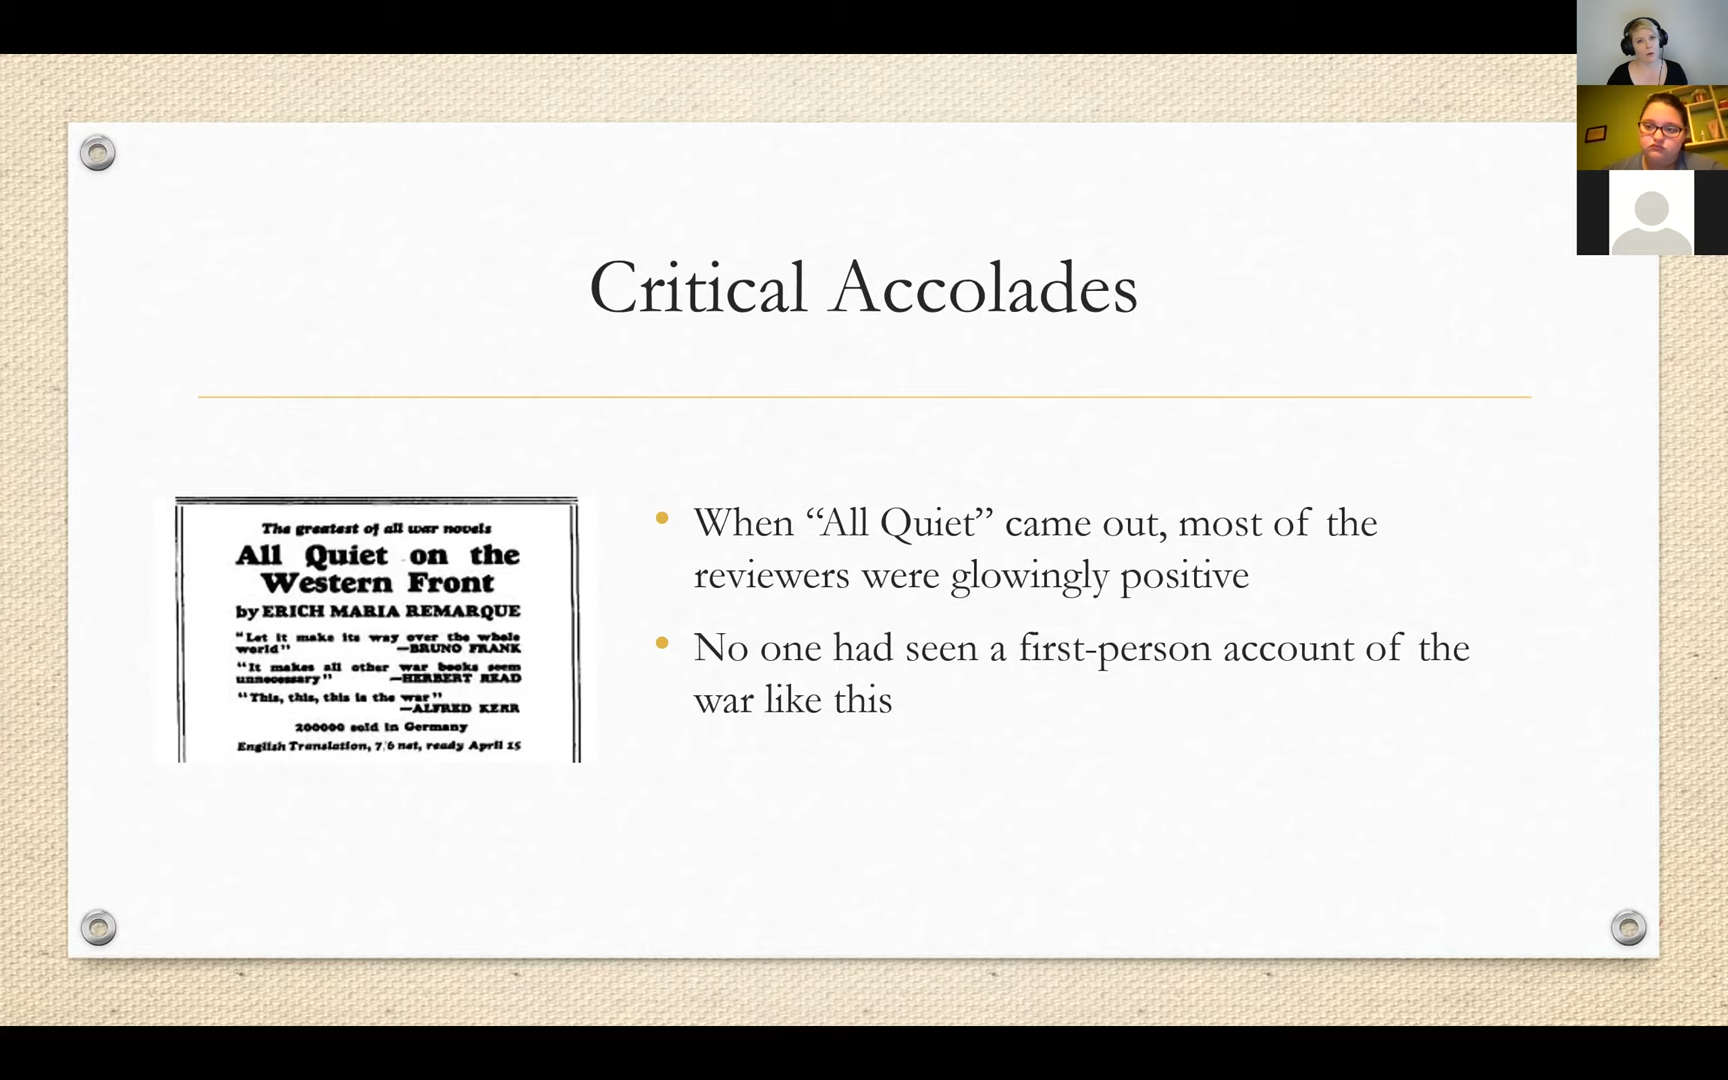 Critical Accolades
The greatest of all war novels
All Quiet on the
Western Front
by ERICH MARIA REMARQUE
"Let it make its way over the whole
world" —BRUNO FRANK
"It makes all other war books seem
unnecessary" —HERBERT READ
"This, this, this is the war"
—ALFRED KERR
200000 sold in Germany
English Translation, 7/6 net, ready April 15
• When “All Quiet” came out, most of the
reviewers were glowingly positive
• No one had seen a first-person account of the
war like this